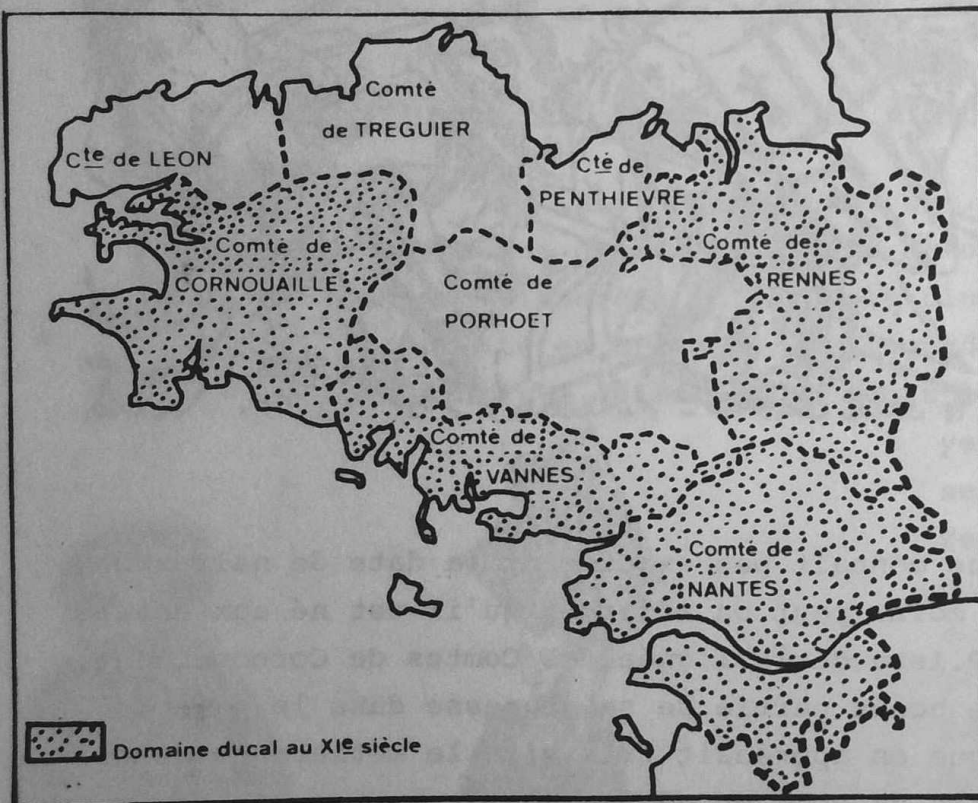 Comté
de TREGUIER
Cte de LEON
Cté de
PENTHIEVRE
Comté de
CORNOUAILLE
Comté de
RENNES
Comté de
PORHOET
Comté de
VANNES
Comté de
NANTES
Domaine ducal au XIe siècle